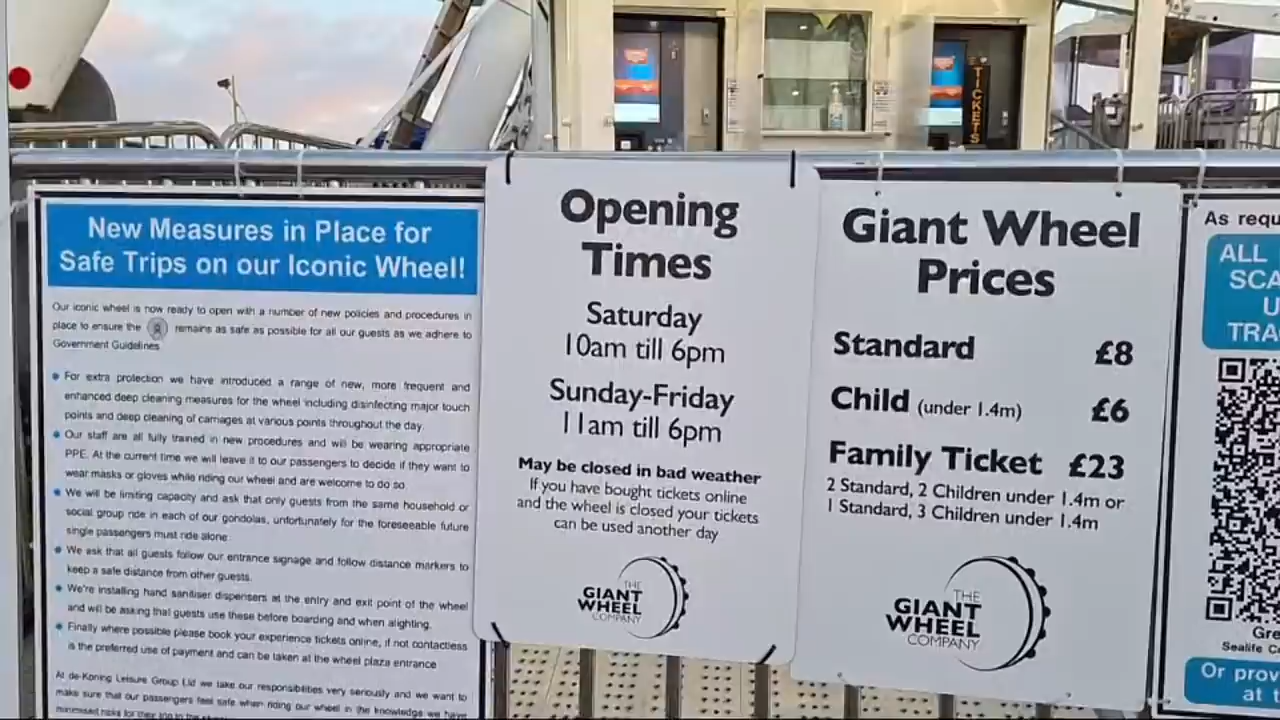 TICKETS
New Measures in Place for
Safe Trips on our Iconic Wheel!
Our iconic wheel is now ready to open with a number of new policies and procedures in
place to ensure the remains as safe as possible for all our guests as we adhere to
Government Guidelines
For extra protection we have introduced a range of new, more frequent and
enhanced deep cleaning measures for the wheel including disinfecting major touch
points and deep cleaning of carriages at various points throughout the day.
Our staff are all fully trained in new procedures and will be wearing appropriate
PPE. At the current time we will leave it to our passengers to decide if they want to
wear masks or gloves while riding our wheel and are welcome to do so.
We will be limiting capacity and ask that only guests from the same household or
social group ride in each of our gondolas, unfortunately for the foreseeable future
single passengers must ride alone.
We ask that all guests follow our entrance signage and follow distance markers to
keep a safe distance from other guests.
We're installing hand sanitiser dispensers at the entry and exit point of the wheel
and will be asking that guests use these before boarding and when alighting.
Finally where possible please book your experience tickets online, if not contactless
is the preferred use of payment and can be taken at the wheel plaza entrance
At de-Koning Leisure Group Ltd we take our responsibilities very seriously and we want to
make sure that our passengers feel safe when riding our wheel in the knowledge we have
minimised risks for their trip to the
Opening
Times
Saturday
10am till 6pm
Sunday-Friday
11am till 6pm
May be closed in bad weather
If you have bought tickets online
and the wheel is closed your tickets
can be used another day
THE
GIANT
WHEEL
COMPANY
Giant Wheel
Prices
Standard £8
Child (under 1.4m) £6
Family Ticket £23
2 Standard, 2 Children under 1.4m or
1 Standard, 3 Children under 1.4m
THE
GIANT
WHEEL
COMPANY
As requ
ALL
SCA
U
TRA
Gre
Sealife Ce
Or prov
at t